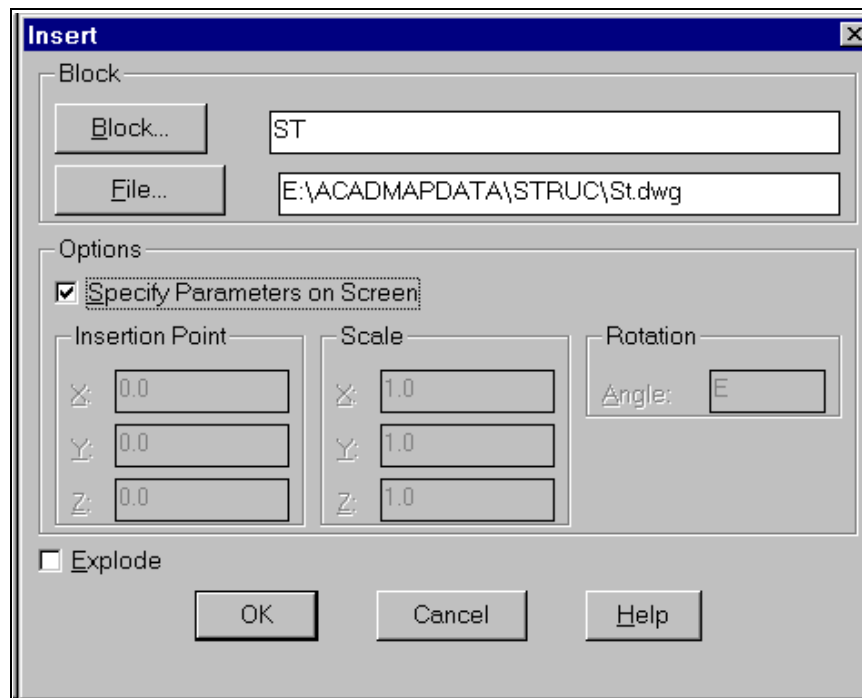 Insert
Block
Block... ST
File... E:\ACADMAPDATA\STRUC\St.dwg
Options
Specify Parameters on Screen
Insertion Point Scale Rotation
X: 0.0 X: 1.0 Angle: E
Y: 0.0 Y: 1.0
Z: 0.0 Z: 1.0
Explode
OK Cancel Help